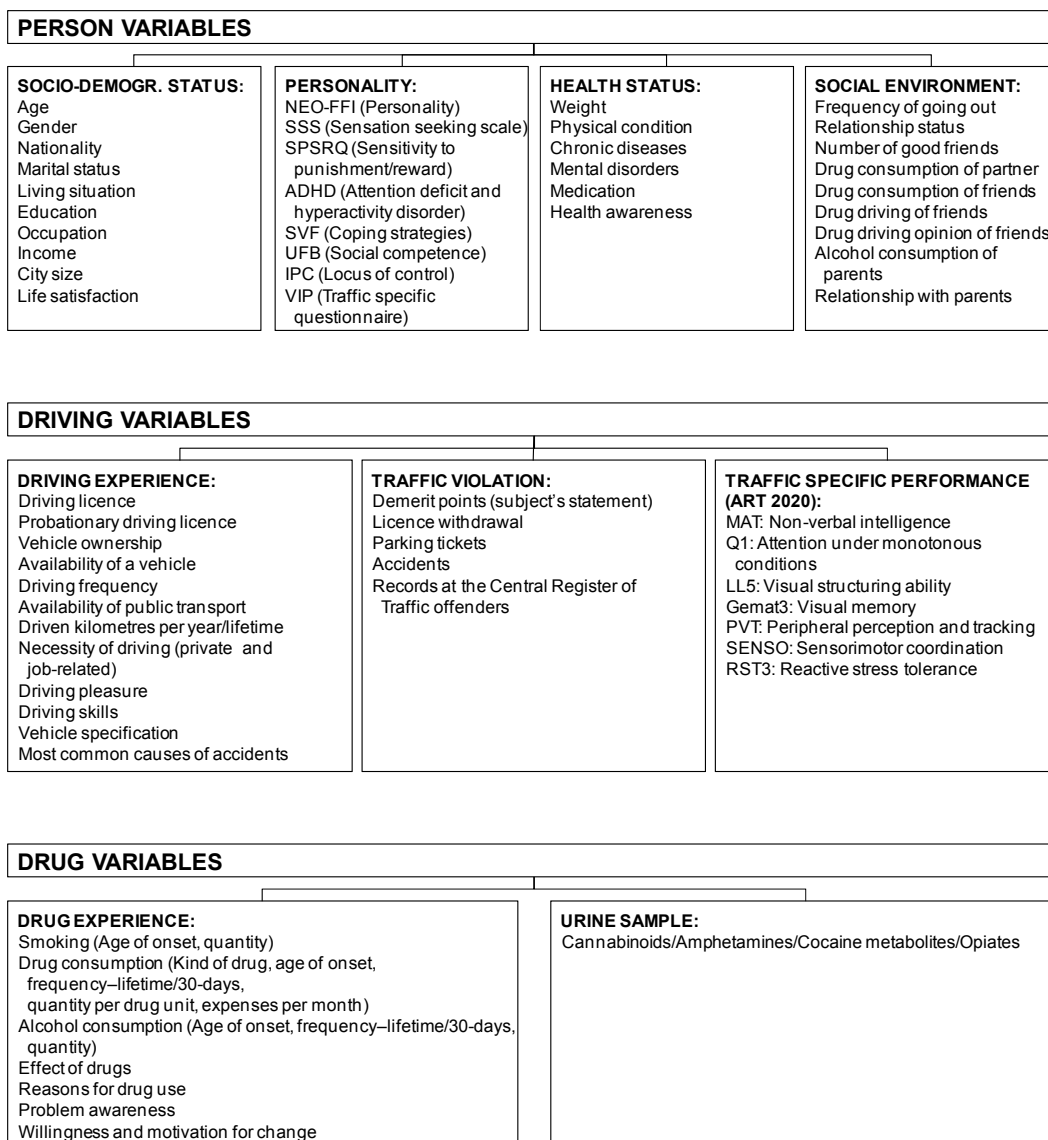 PERSON VARIABLES
SOCIO-DEMOGR. STATUS:
Age
Gender
Nationality
Marital status
Living situation
Education
Occupation
Income
City size
Life satisfaction
PERSONALITY:
NEO-FFI (Personality)
SSS (Sensation seeking scale)
SPSRQ (Sensitivity to
punishment/reward)
ADHD (Attention deficit and
hyperactivity disorder)
SVF (Coping strategies)
UFB (Social competence)
IPC (Locus of control)
VIP (Traffic specific
questionnaire)
HEALTH STATUS:
Weight
Physical condition
Chronic diseases
Mental disorders
Medication
Health awareness
SOCIAL ENVIRONMENT:
Frequency of going out
Relationship status
Number of good friends
Drug consumption of partner
Drug consumption of friends
Drug driving of friends
Drug driving opinion of friends
Alcohol consumption of
parents
Relationship with parents
DRIVING VARIABLES
DRIVING EXPERIENCE:
Driving licence
Probationary driving licence
Vehicle ownership
Availability of a vehicle
Driving frequency
Availability of public transport
Driven kilometres per year/lifetime
Necessity of driving (private and
job-related)
Driving pleasure
Driving skills
Vehicle specification
Most common causes of accidents
TRAFFIC VIOLATION:
Demerit points (subject's statement)
Licence withdrawal
Parking tickets
Accidents
Records at the Central Register of
Traffic offenders
TRAFFIC SPECIFIC PERFORMANCE
(ART 2020):
MAT: Non-verbal intelligence
Q1: Attention under monotonous
conditions
LL5: Visual structuring ability
Gemat3: Visual memory
PVT: Peripheral perception and tracking
SENSO: Sensorimotor coordination
RST3: Reactive stress tolerance
DRUG VARIABLES
DRUG EXPERIENCE:
Smoking (Age of onset, quantity)
Drug consumption (Kind of drug, age of onset,
frequency–lifetime/30-days,
quantity per drug unit, expenses per month)
Alcohol consumption (Age of onset, frequency–lifetime/30-days,
quantity)
Effect of drugs
Reasons for drug use
Problem awareness
Willingness and motivation for change
URINE SAMPLE:
Cannabinoids/Amphetamines/Cocaine metabolites/Opiates